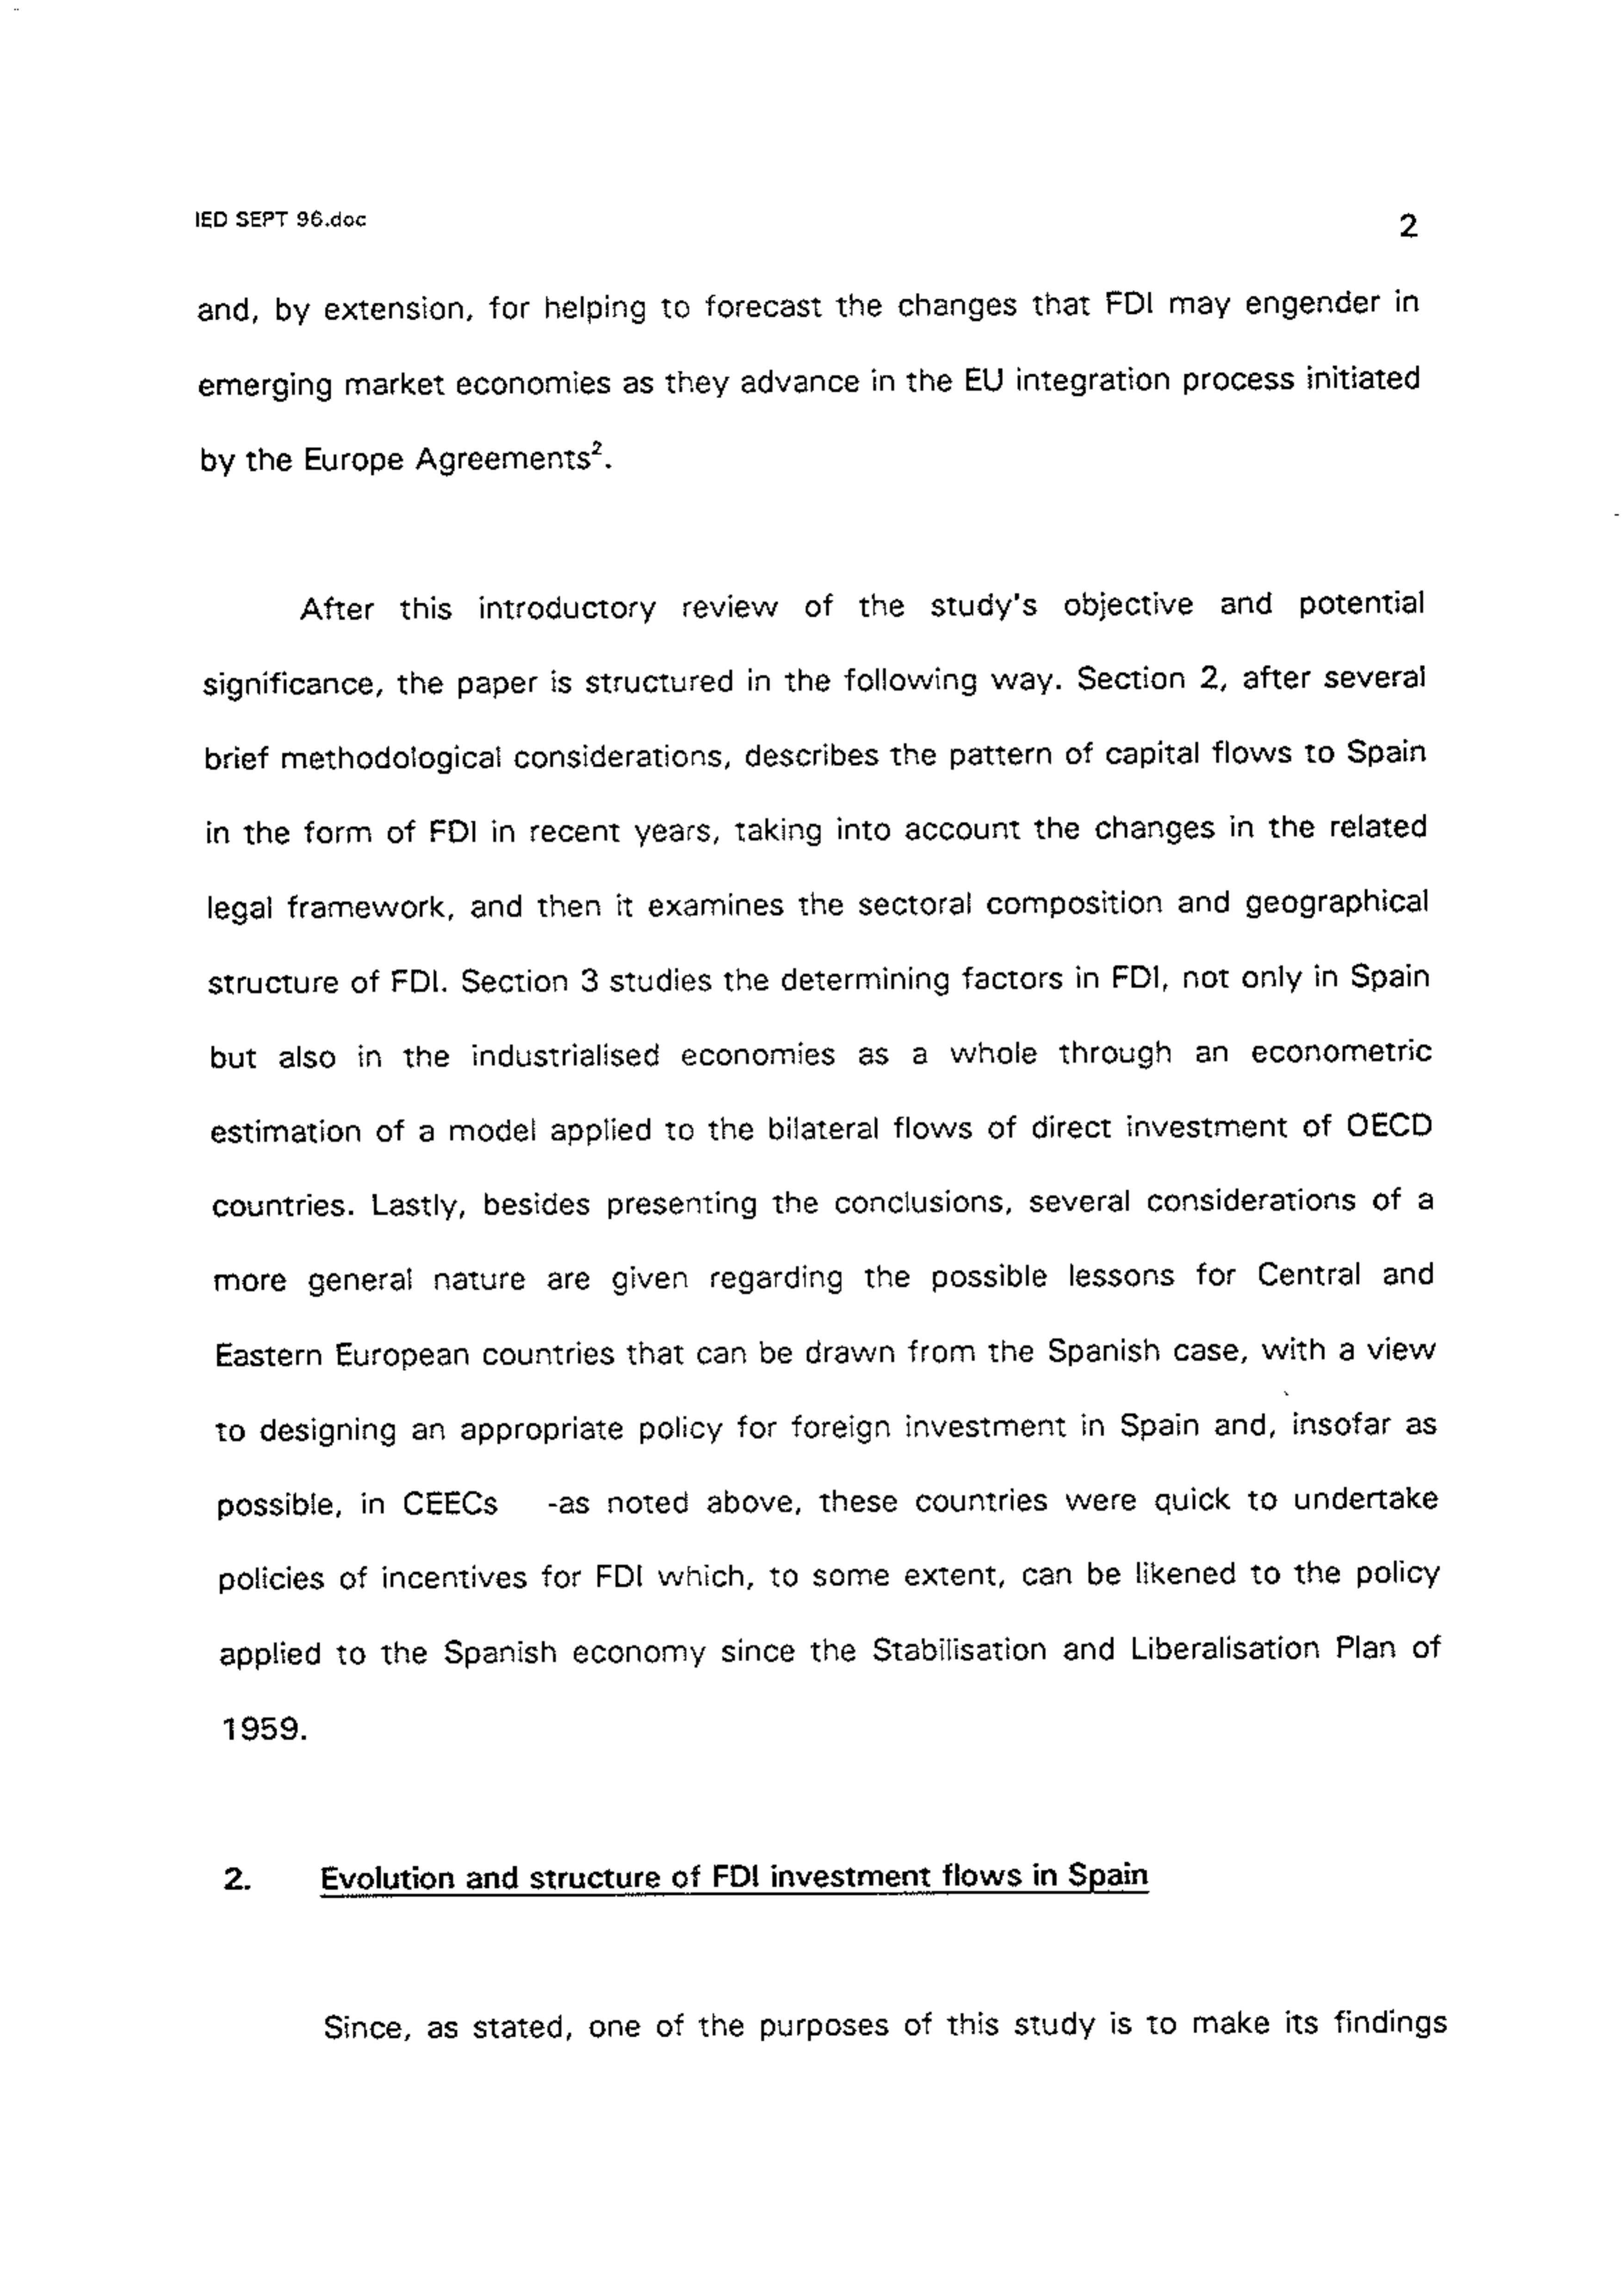 IED SEPT 96.doc
2
and, by extension, for helping to forecast the changes that FDI may engender in
emerging market economies as they advance in the EU integration process initiated
by the Europe Agreements².
After this introductory review of the study's objective and potential
significance, the paper is structured in the following way. Section 2, after several
brief methodological considerations, describes the pattern of capital flows to Spain
in the form of FDI in recent years, taking into account the changes in the related
legal framework, and then it examines the sectoral composition and geographical
structure of FDI. Section 3 studies the determining factors in FDI, not only in Spain
but also in the industrialised economies as a whole through an econometric
estimation of a model applied to the bilateral flows of direct investment of OECD
countries. Lastly, besides presenting the conclusions, several considerations of a
more general nature are given regarding the possible lessons for Central and
Eastern European countries that can be drawn from the Spanish case, with a view
to designing an appropriate policy for foreign investment in Spain and, insofar as
possible, in CEECs -as noted above, these countries were quick to undertake
policies of incentives for FDI which, to some extent, can be likened to the policy
applied to the Spanish economy since the Stabilisation and Liberalisation Plan of
1959.
2. Evolution and structure of FDI investment flows in Spain
Since, as stated, one of the purposes of this study is to make its findings